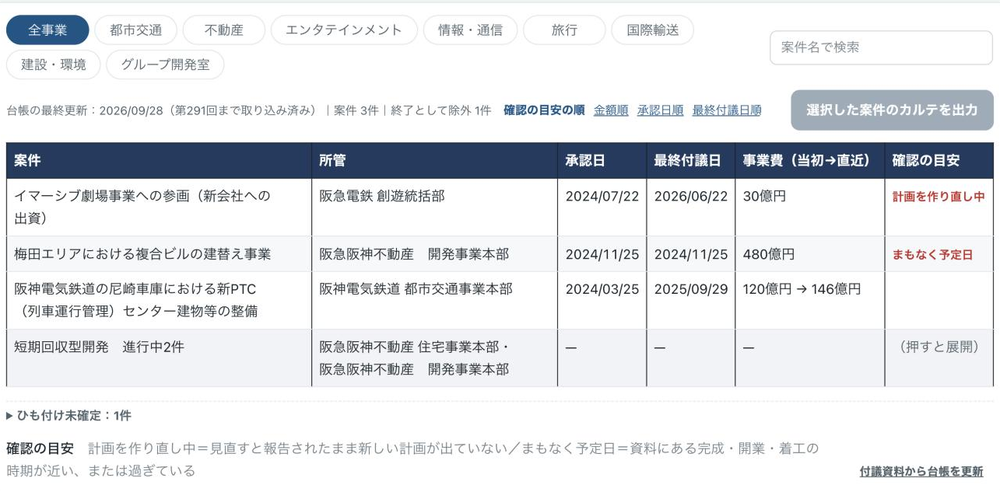 全事業 都市交通 不動産 エンタテインメント 情報・通信 旅行 国際輸送
建設・環境 グループ開発室
案件名で検索
台帳の最終更新：2026/09/28（第291回まで取り込み済み）｜案件 3件｜終了として除外 1件 確認の目安の順 金額順 承認日順 最終付議日順
選択した案件のカルテを出力
案件 所管 承認日 最終付議日 事業費（当初→直近） 確認の目安
イマーシブ劇場事業への参画（新会社への
出資） 阪急電鉄 創遊統括部 2024/07/22 2026/06/22 30億円 計画を作り直し中
梅田エリアにおける複合ビルの建替え事業 阪急阪神不動産　開発事業本部 2024/11/25 2024/11/25 480億円 まもなく予定日
阪神電気鉄道の尼崎車庫における新PTC
（列車運行管理）センター建物等の整備 阪神電気鉄道 都市交通事業本部 2024/03/25 2025/09/29 120億円 → 146億円
短期回収型開発　進行中2件 阪急阪神不動産 住宅事業本部・
阪急阪神不動産　開発事業本部 — — — （押すと展開）
▶ ひも付け未確定：1件
確認の目安　計画を作り直し中＝見直すと報告されたまま新しい計画が出ていない／まもなく予定日＝資料にある完成・開業・着工の
時期が近い、または過ぎている
付議資料から台帳を更新